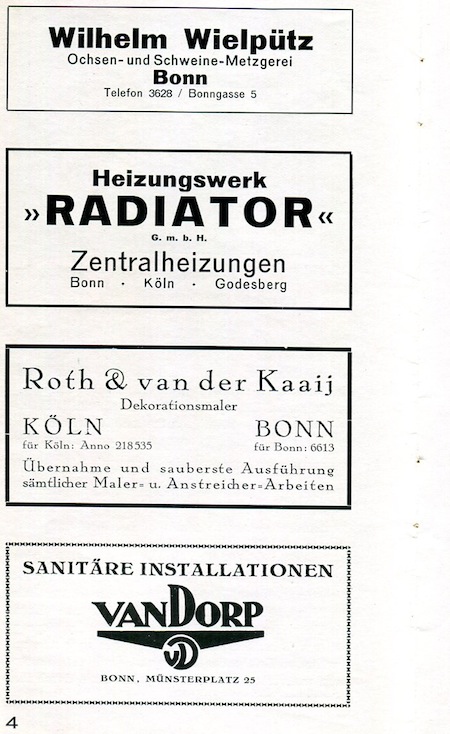 Wilhelm Wielpütz
Ochsen- und Schweine-Metzgerei
Bonn
Telefon 3628 / Bonngasse 5
Heizungswerk
»RADIATOR«
G. m. b. H.
Zentralheizungen
Bonn · Köln · Godesberg
Roth & van der Kaaij
Dekorationsmaler
KÖLN BONN
für Köln: Anno 218535 für Bonn: 6613
Übernahme und sauberste Ausführung
sämtlicher Maler= u. Anstreicher=Arbeiten
SANITÄRE INSTALLATIONEN
VANDORP
VD
BONN, MÜNSTERPLATZ 25
4